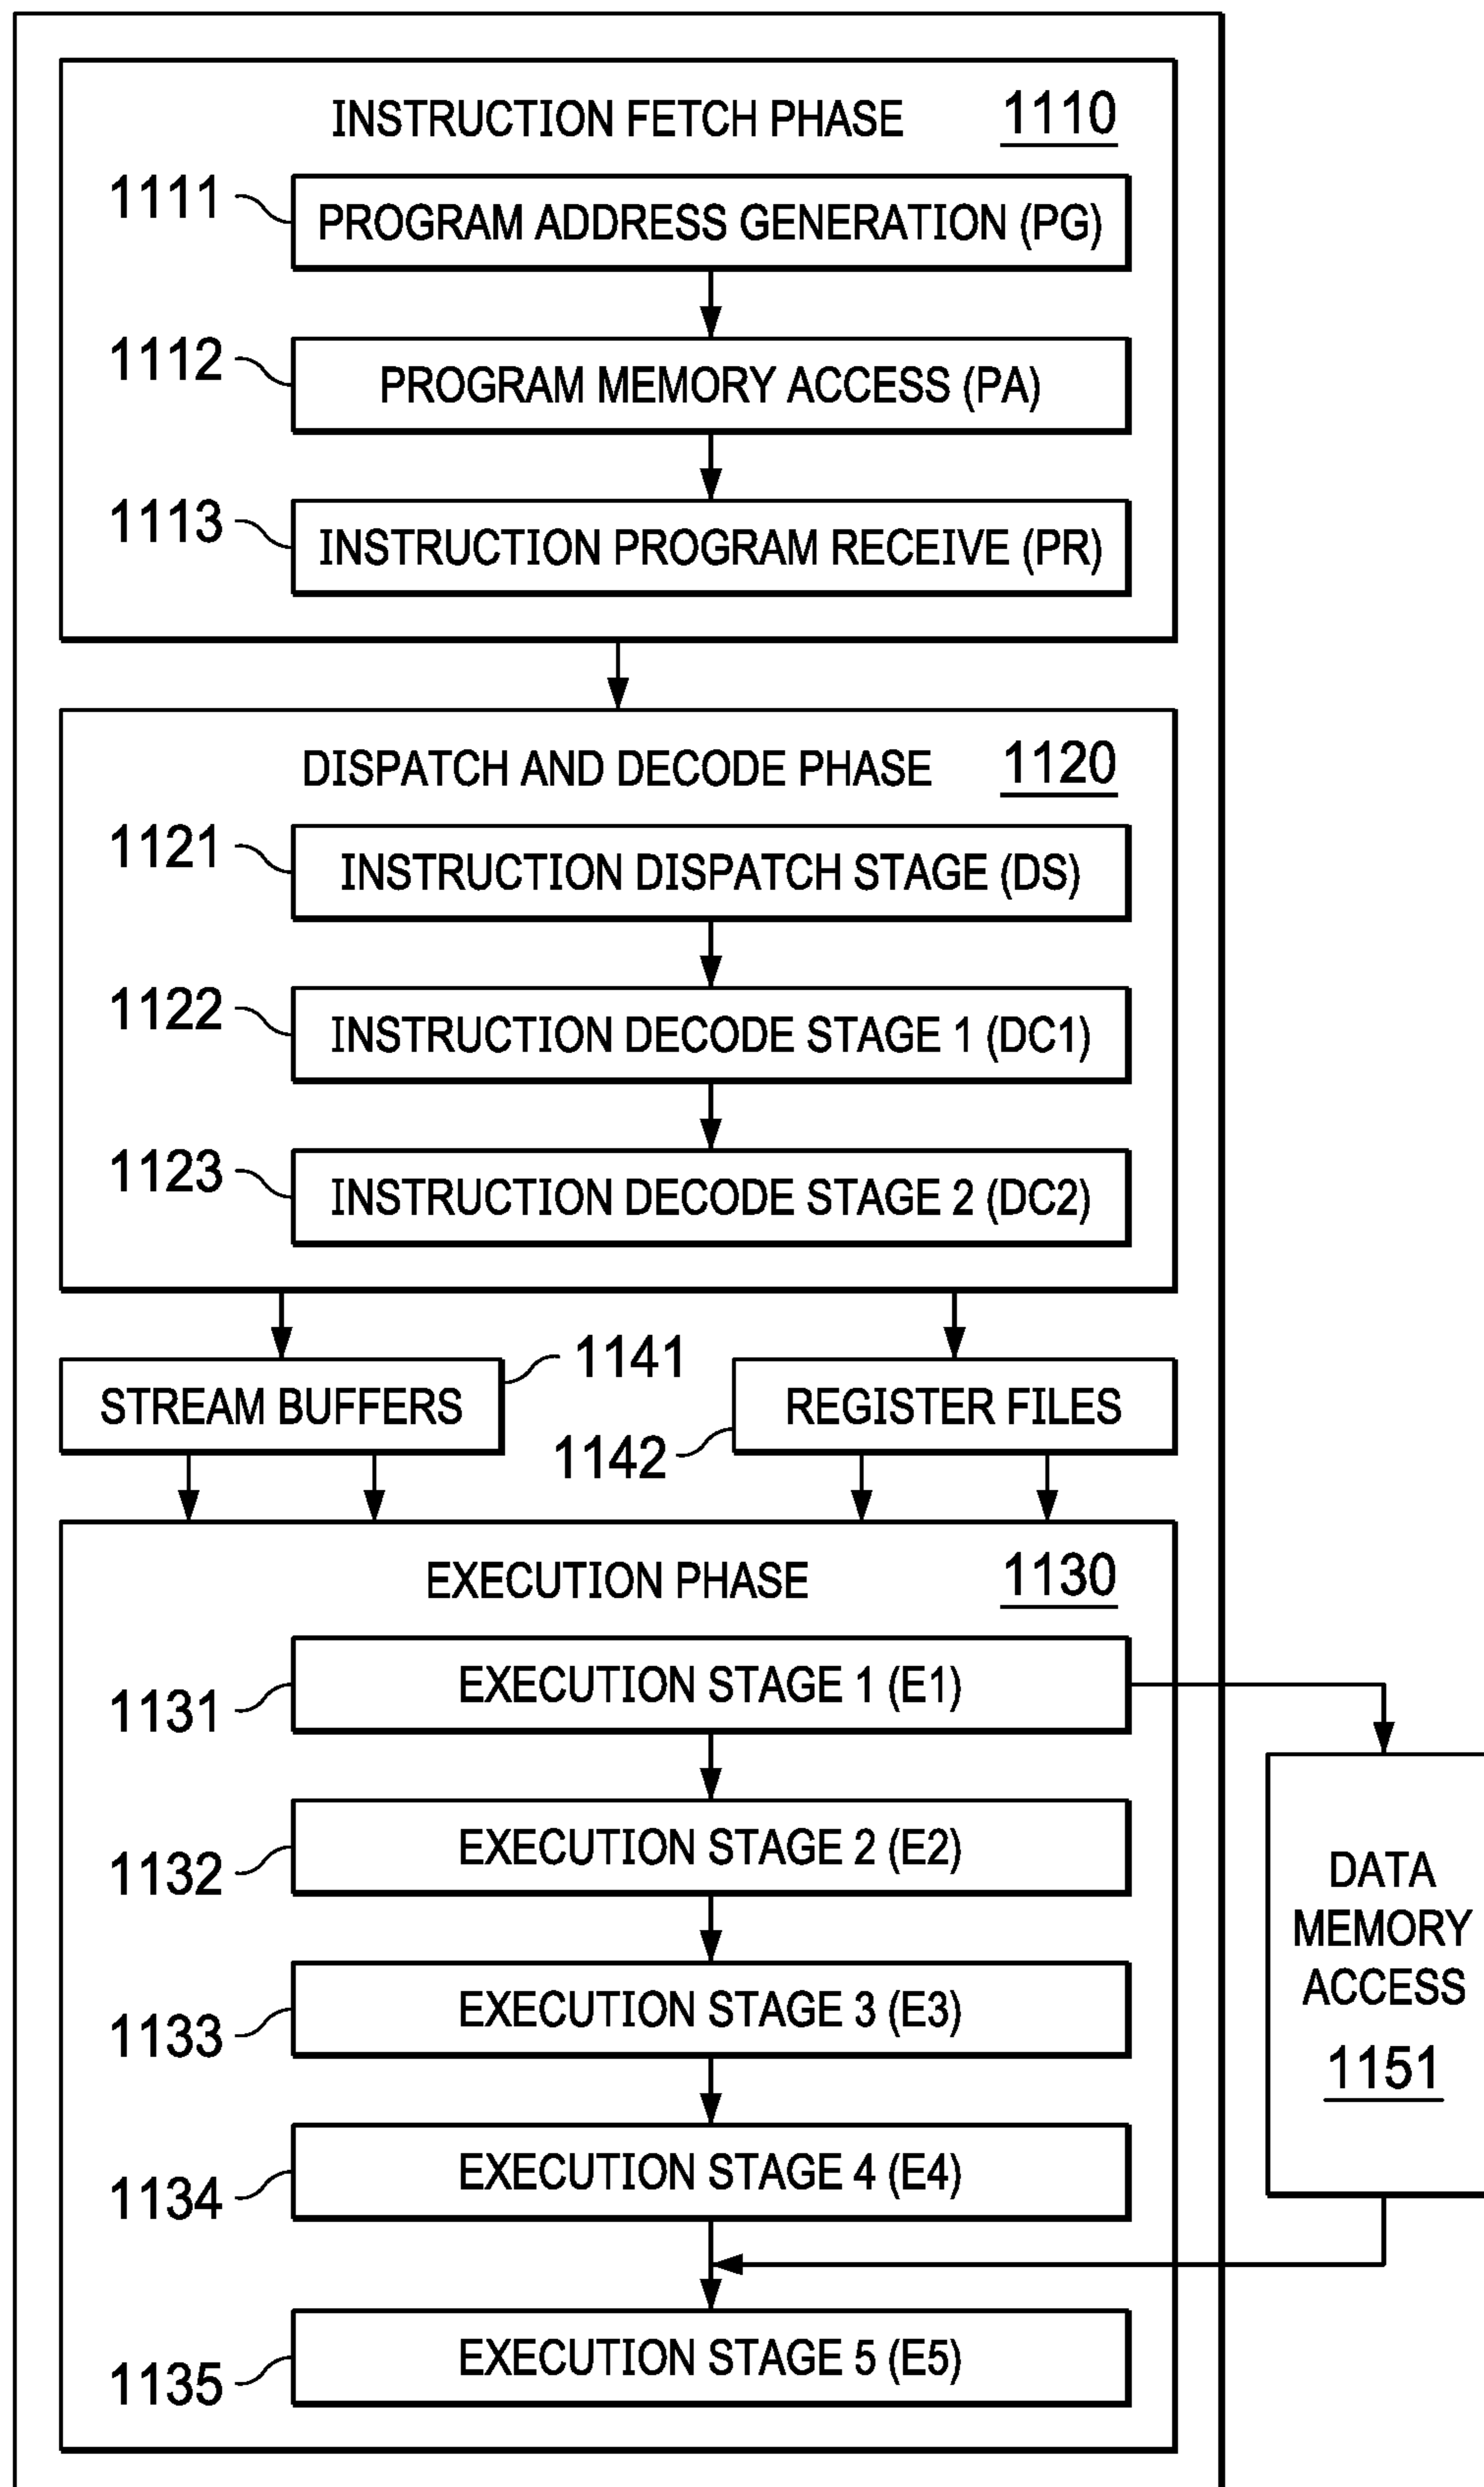 INSTRUCTION FETCH PHASE 1110
1111 PROGRAM ADDRESS GENERATION (PG)
1112 PROGRAM MEMORY ACCESS (PA)
1113 INSTRUCTION PROGRAM RECEIVE (PR)
DISPATCH AND DECODE PHASE 1120
1121 INSTRUCTION DISPATCH STAGE (DS)
1122 INSTRUCTION DECODE STAGE 1 (DC1)
1123 INSTRUCTION DECODE STAGE 2 (DC2)
STREAM BUFFERS 1141
1142 REGISTER FILES
EXECUTION PHASE 1130
1131 EXECUTION STAGE 1 (E1)
1132 EXECUTION STAGE 2 (E2)
1133 EXECUTION STAGE 3 (E3)
1134 EXECUTION STAGE 4 (E4)
1135 EXECUTION STAGE 5 (E5)
DATA
MEMORY
ACCESS
1151